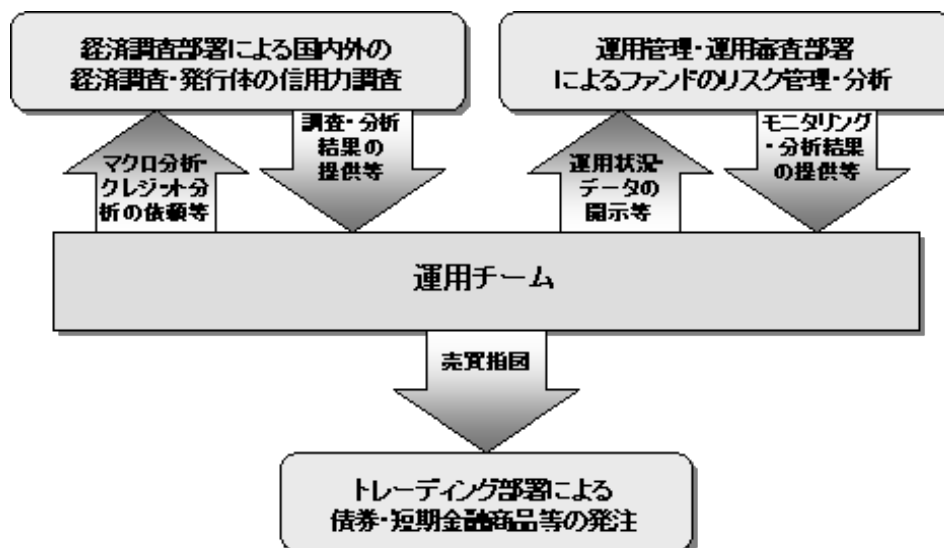 経済調査部署による国内外の
経済調査・発行体の信用力調査
運用管理・運用審査部署
によるファンドのリスク管理・分析
マクロ分析・
クレジット分
析の依頼等
調査・分析
結果の
提供等
運用状況・
データの
開示等
モニタリング
・分析結果
の提供等
運用チーム
売買指図
トレーディング部署による
債券・短期金融商品等の発注